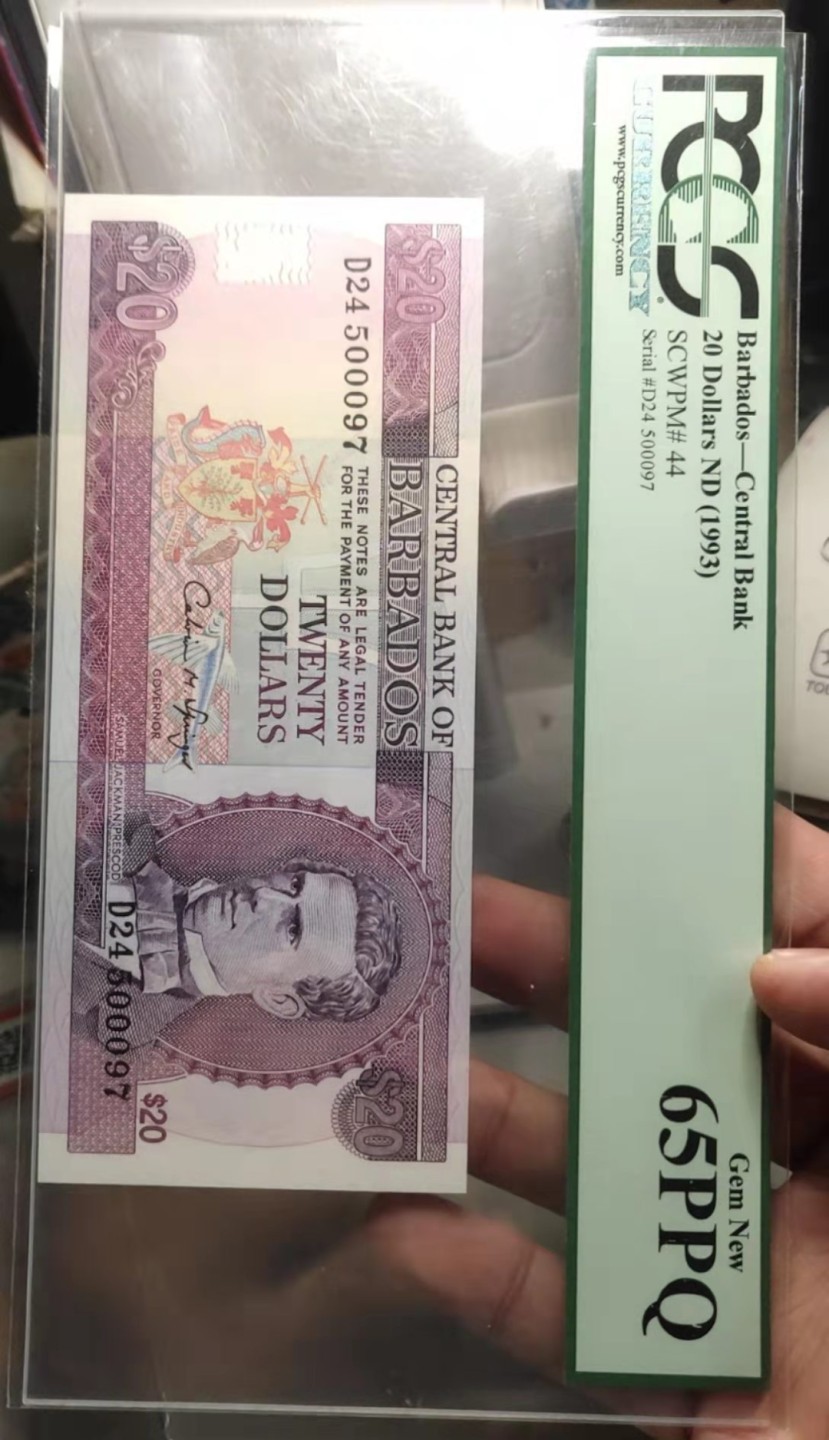 PCGS
CURRENCY
www.pcgscurrency.com
Barbados—Central Bank
20 Dollars ND (1993)
SCWPM# 44
Serial #D24 500097
Gem New
65PPQ
CENTRAL BANK OF
BARBADOS
$20
D24 500097
THESE NOTES ARE LEGAL TENDER
FOR THE PAYMENT OF ANY AMOUNT
TWENTY
DOLLARS
Calvin M. Springer
GOVERNOR
SAMUEL JACKMAN PRESCOD
$20
D24 500097
$20
$20